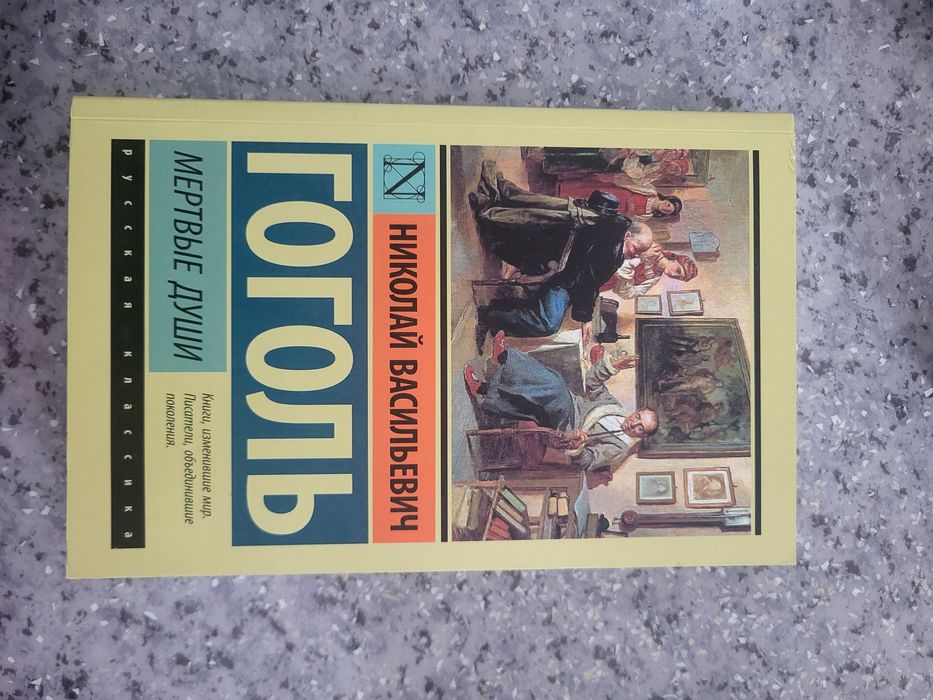 N
НИКОЛАЙ ВАСИЛЬЕВИЧ
ГОГОЛЬ
МЕРТВЫЕ ДУШИ
Книги, изменившие мир.
Писатели, объединившие
поколения.
русская классика